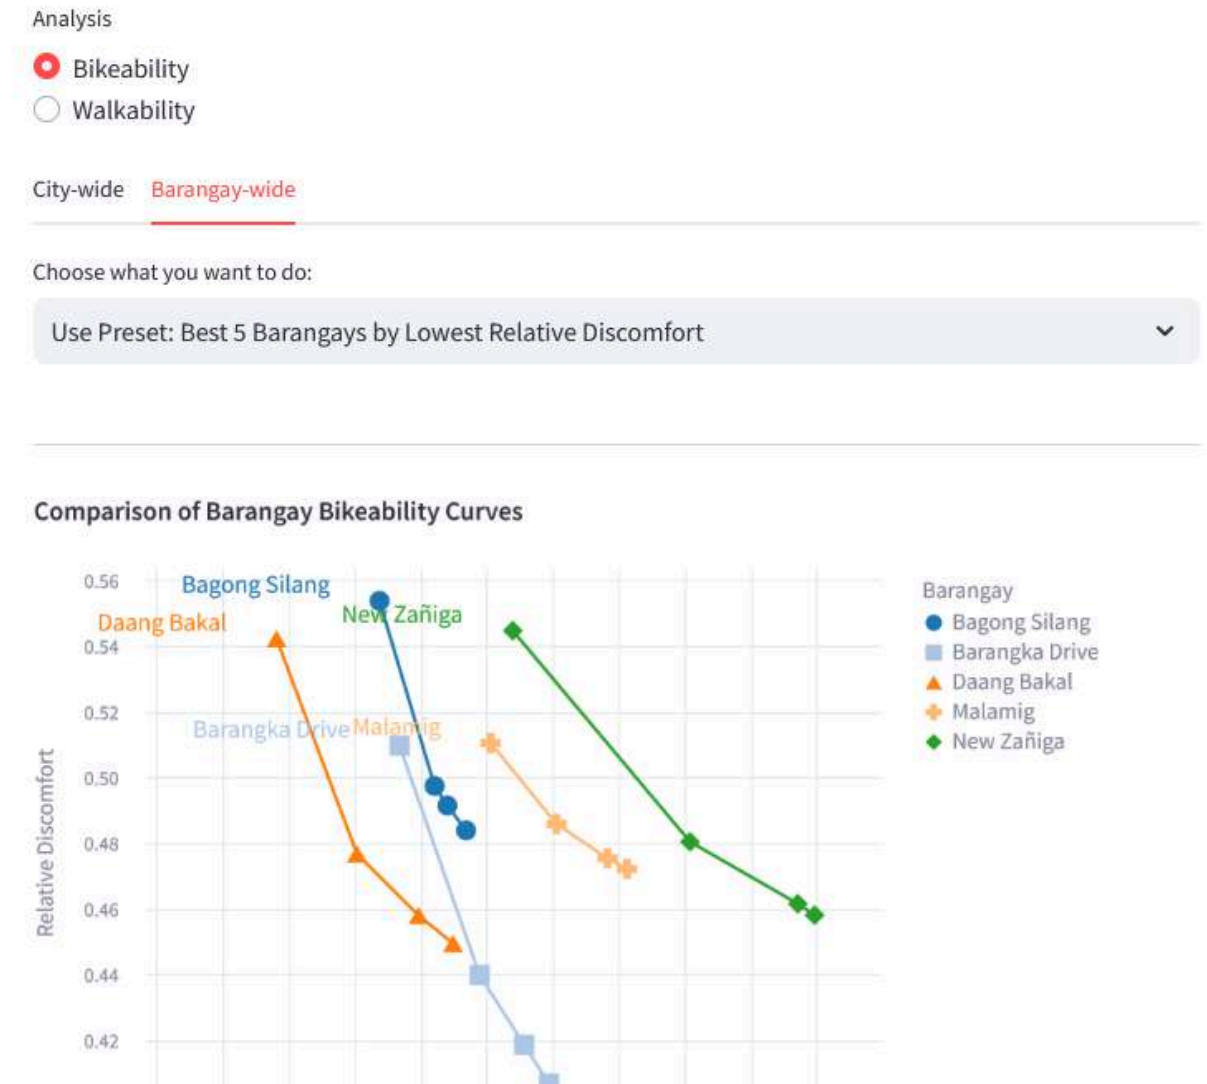 Analysis
Bikeability
Walkability
City-wide Barangay-wide
Choose what you want to do:
Use Preset: Best 5 Barangays by Lowest Relative Discomfort
Comparison of Barangay Bikeability Curves
0.56
0.54
0.52
0.50
0.48
0.46
0.44
0.42
Relative Discomfort
Bagong Silang
New Zañiga
Daang Bakal
Barangka Drive
Malamig
Barangay
Bagong Silang
Barangka Drive
Daang Bakal
Malamig
New Zañiga